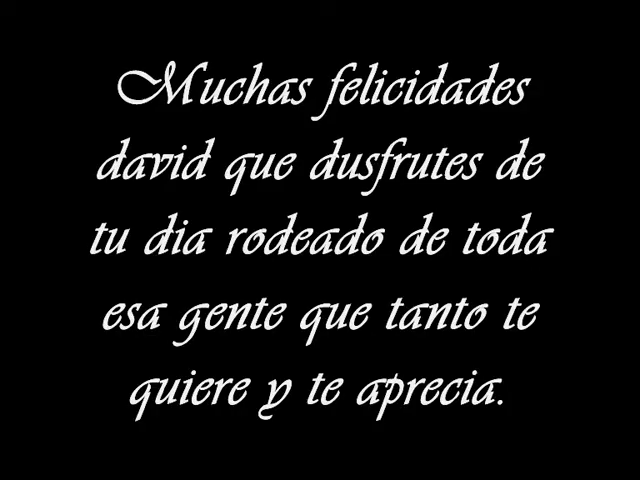 Muchas felicidades
david que dusfrutes de
tu dia rodeado de toda
esa gente que tanto te
quiere y te aprecia.